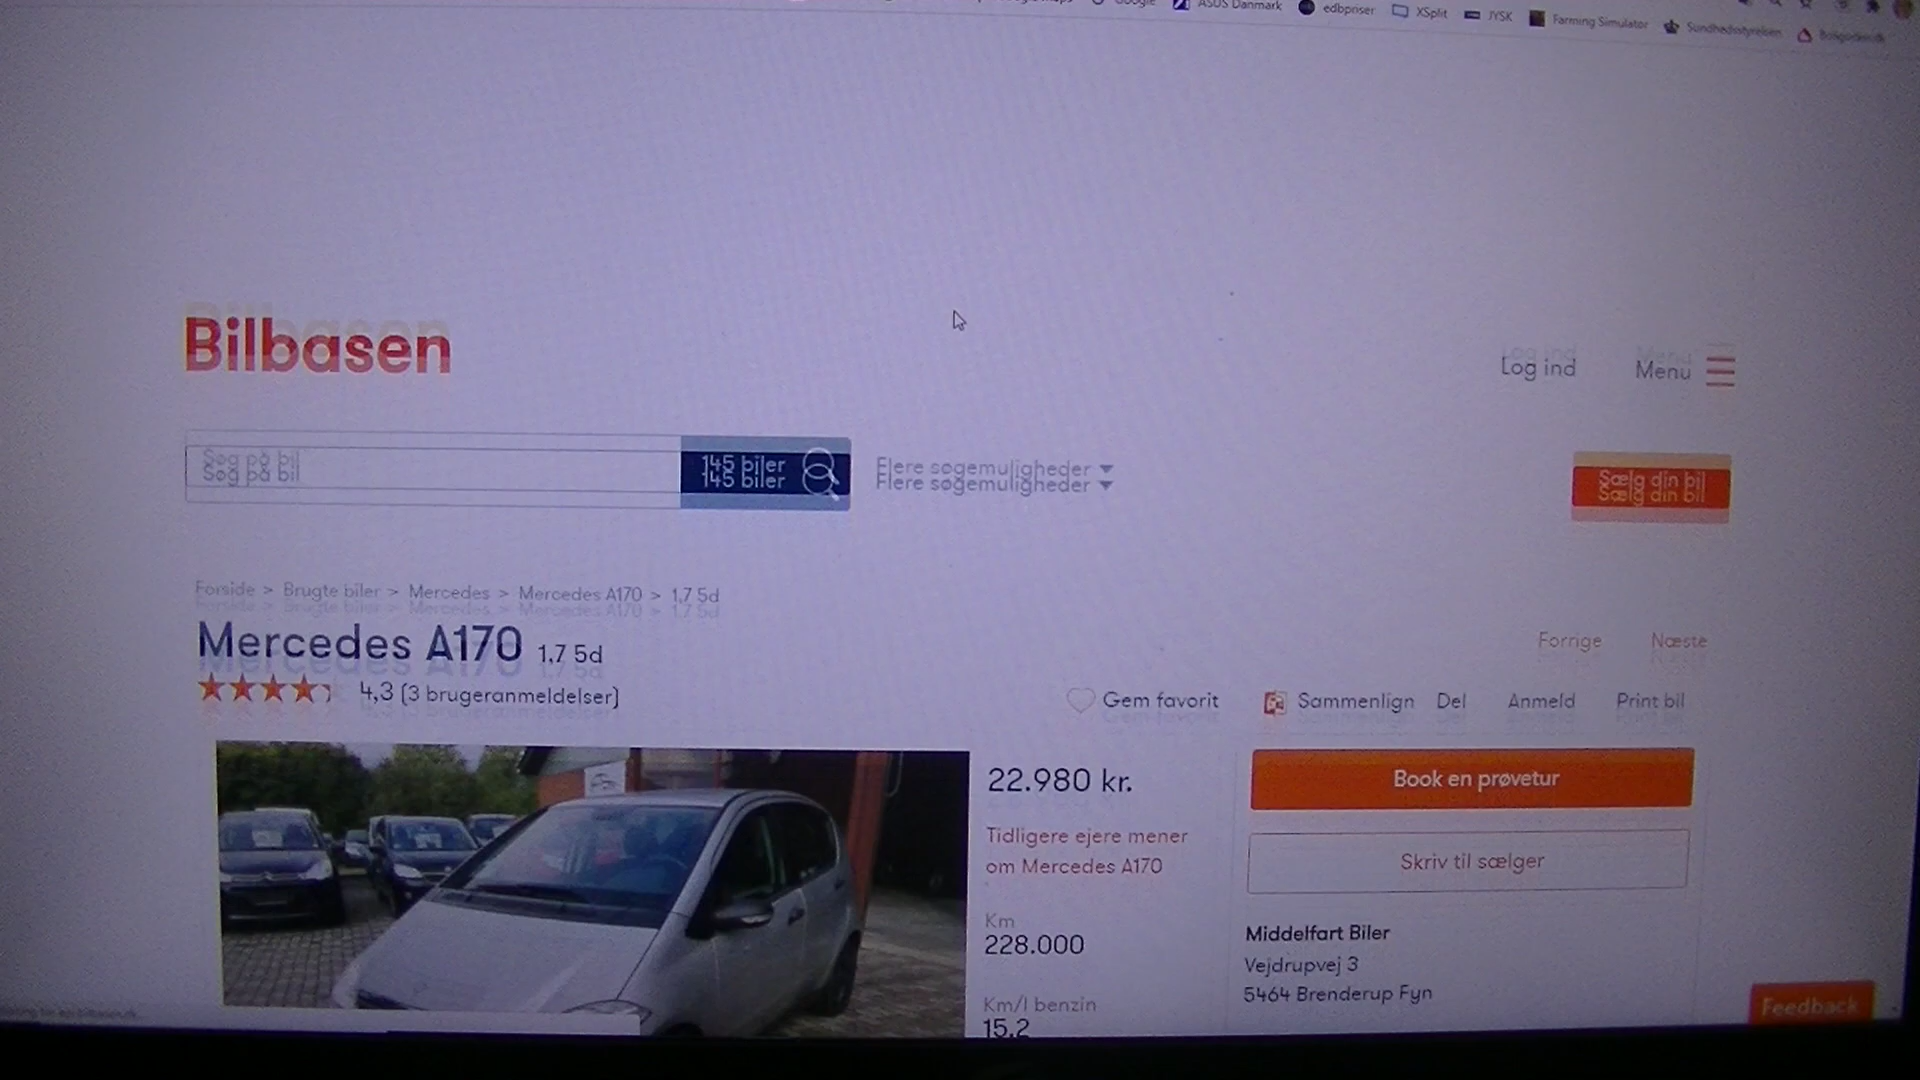 Google
ASUS Danmark
edbpriser
XSplit
JYSK
Farming Simulator
Sundhedsstyrelsen
Bilbasen
Log ind
Menu
Søg på bil
145 biler
Flere søgemuligheder
Sælg din bil
Forside > Brugte biler > Mercedes > Mercedes A170 > 1,7 5d
Mercedes A170 1,7 5d
Forrige
Næste
4,3 (3 brugeranmeldelser)
Gem favorit
Sammenlign
Del
Anmeld
Print bil
22.980 kr.
Book en prøvetur
Tidligere ejere mener
om Mercedes A170
Skriv til sælger
Km
228.000
Middelfart Biler
Vejdrupvej 3
5464 Brenderup Fyn
Km/l benzin
15,2
Feedback